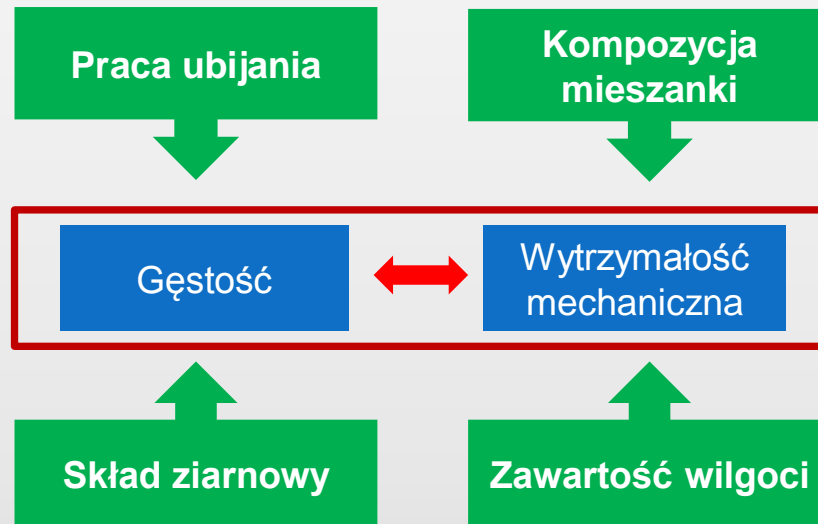 Praca ubijania
Kompozycja
mieszanki
Gęstość
Wytrzymałość
mechaniczna
Skład ziarnowy
Zawartość wilgoci